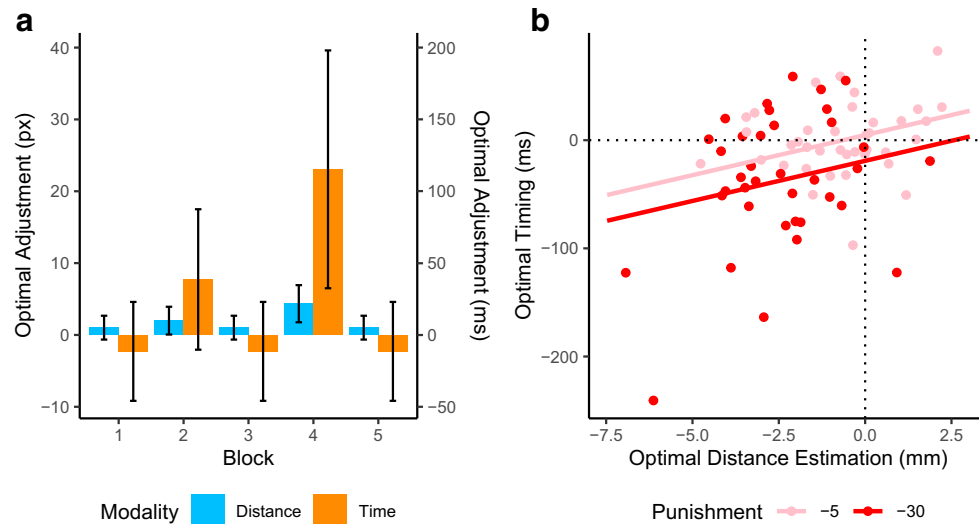 a
40
30
20
10
0
−10
Optimal Adjustment (px)
200
150
100
50
0
−50
Optimal Adjustment (ms)
1 2 3 4 5
Block
Modality Distance Time
b
0
−100
−200
Optimal Timing (ms)
−7.5 −5.0 −2.5 0.0 2.5
Optimal Distance Estimation (mm)
Punishment −5 −30